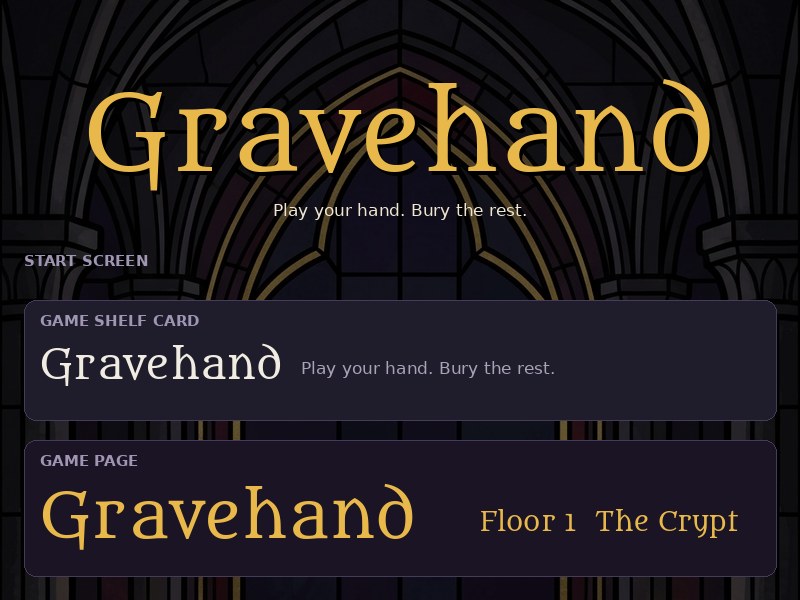 Gravehand
Play your hand. Bury the rest.
START SCREEN
GAME SHELF CARD
Gravehand Play your hand. Bury the rest.
GAME PAGE
Gravehand Floor 1 The Crypt